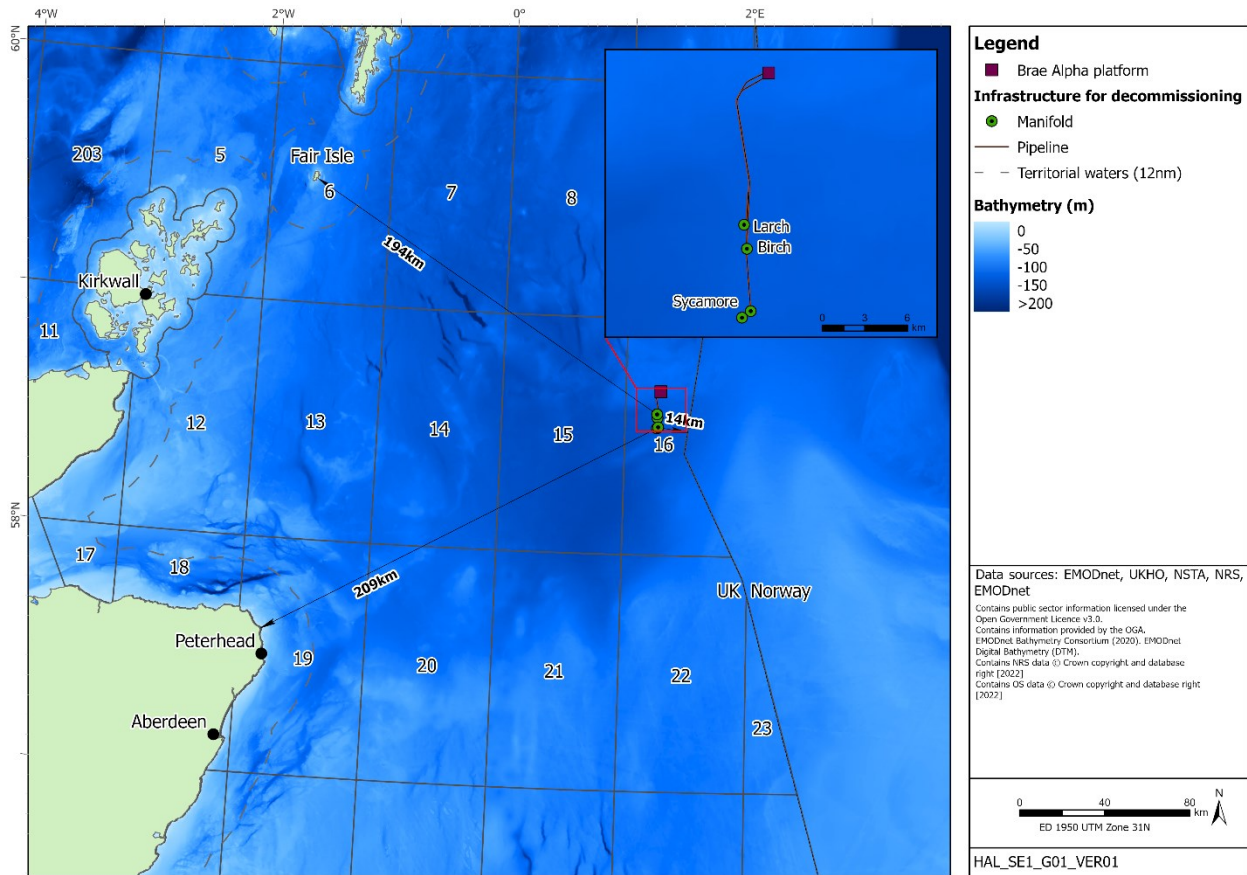 4°W
2°W
0°
2°E
60°N
58°N
203
5
Fair Isle
6
7
8
194km
Kirkwall
11
12
13
14
15
14km
16
17
18
209km
UK Norway
Peterhead
19
20
21
22
23
Aberdeen
Larch
Birch
Sycamore
0 3 6
km
Legend
Brae Alpha platform
Infrastructure for decommissioning
Manifold
Pipeline
Territorial waters (12nm)
Bathymetry (m)
0
-50
-100
-150
>200
Data sources: EMODnet, UKHO, NSTA, NRS,
EMODnet
Contains public sector information licensed under the
Open Government Licence v3.0.
Contains information provided by the OGA.
EMODnet Bathymetry Consortium (2020). EMODnet
Digital Bathymetry (DTM).
Contains NRS data © Crown copyright and database
right [2022]
Contains OS data © Crown copyright and database right
[2022]
0 40 80
km
N
ED 1950 UTM Zone 31N
HAL_SE1_G01_VER01